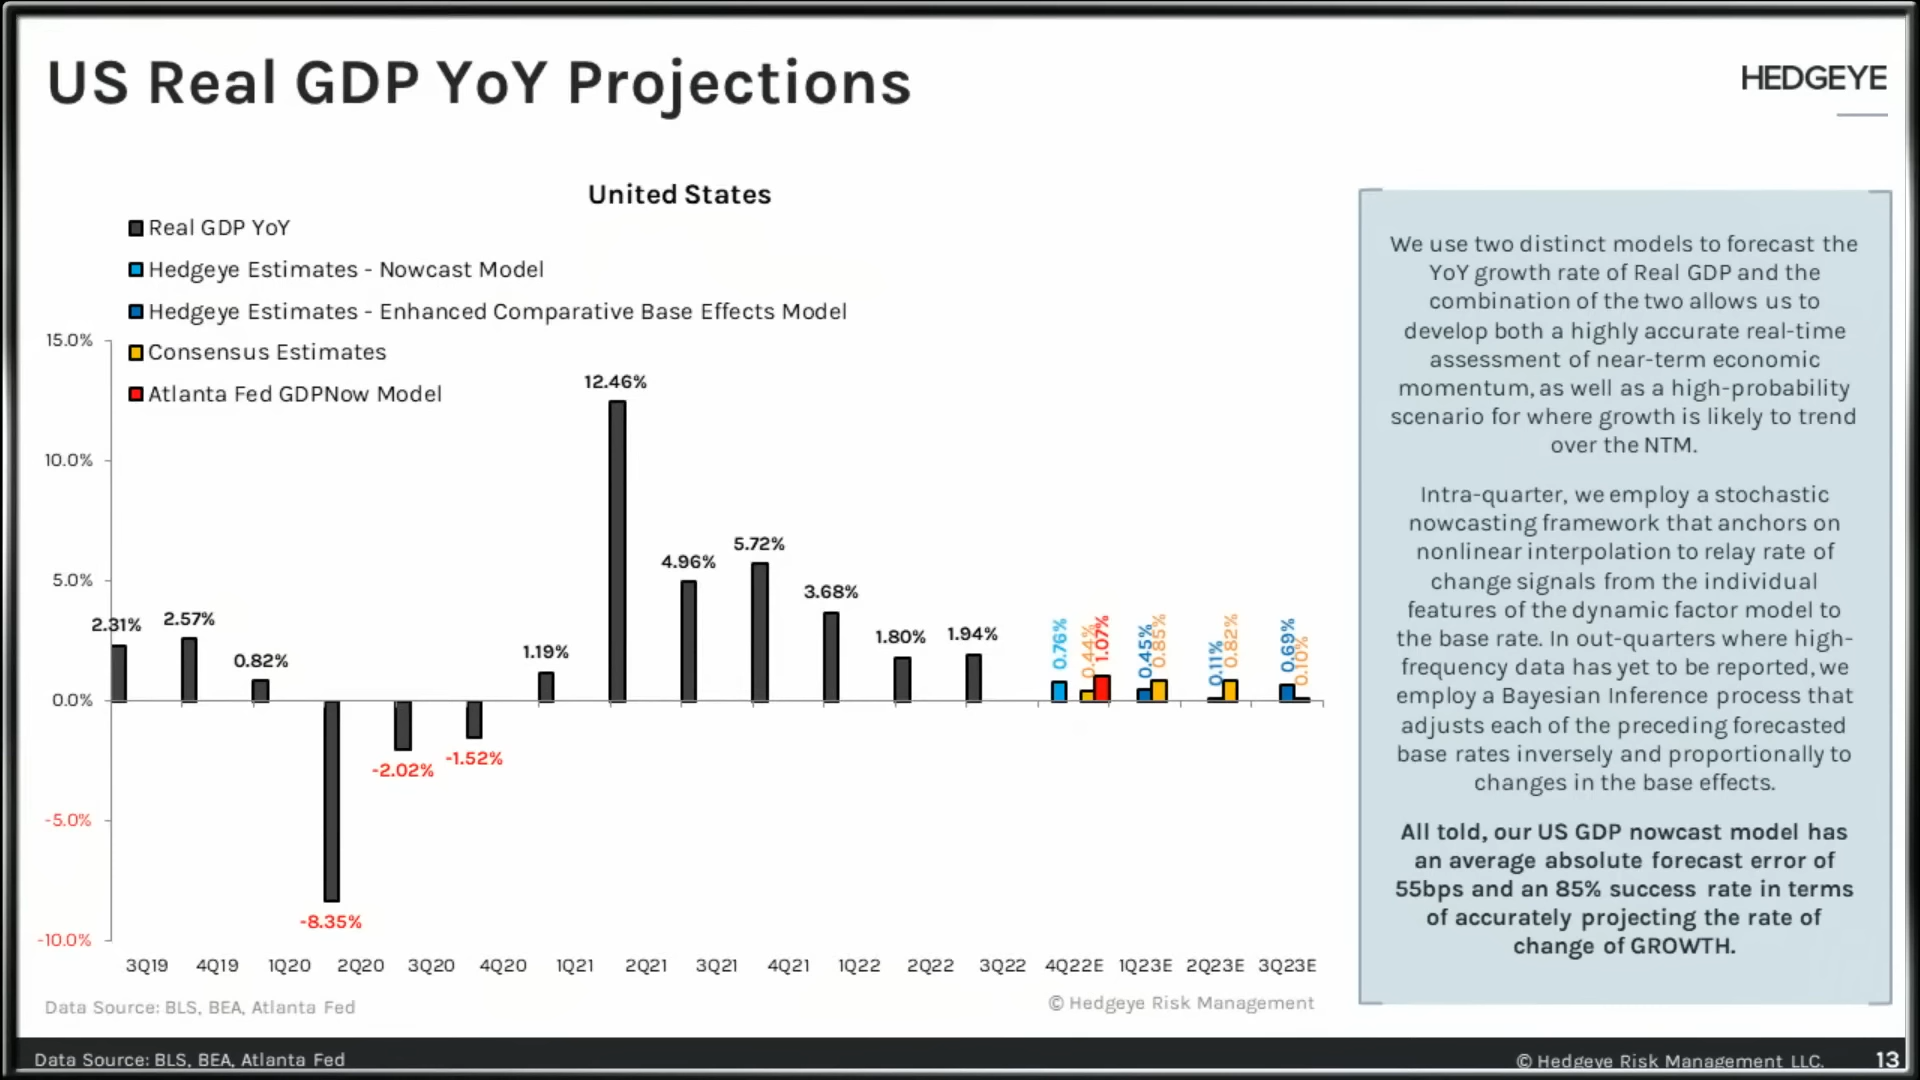 US Real GDP YoY Projections
HEDGEYE
United States
Real GDP YoY
Hedgeye Estimates - Nowcast Model
Hedgeye Estimates - Enhanced Comparative Base Effects Model
Consensus Estimates
Atlanta Fed GDPNow Model
15.0%
10.0%
5.0%
0.0%
-5.0%
-10.0%
2.31%
2.57%
0.82%
-8.35%
-2.02%
-1.52%
1.19%
12.46%
4.96%
5.72%
3.68%
1.80%
1.94%
0.76%
0.44%
1.07%
0.45%
0.85%
0.11%
0.82%
0.69%
0.10%
3Q19 4Q19 1Q20 2Q20 3Q20 4Q20 1Q21 2Q21 3Q21 4Q21 1Q22 2Q22 3Q22 4Q22E 1Q23E 2Q23E 3Q23E
Data Source: BLS, BEA, Atlanta Fed
© Hedgeye Risk Management
We use two distinct models to forecast the
YoY growth rate of Real GDP and the
combination of the two allows us to
develop both a highly accurate real-time
assessment of near-term economic
momentum, as well as a high-probability
scenario for where growth is likely to trend
over the NTM.
Intra-quarter, we employ a stochastic
nowcasting framework that anchors on
nonlinear interpolation to relay rate of
change signals from the individual
features of the dynamic factor model to
the base rate. In out-quarters where high-
frequency data has yet to be reported, we
employ a Bayesian Inference process that
adjusts each of the preceding forecasted
base rates inversely and proportionally to
changes in the base effects.
All told, our US GDP nowcast model has
an average absolute forecast error of
55bps and an 85% success rate in terms
of accurately projecting the rate of
change of GROWTH.
Data Source: BLS, BEA, Atlanta Fed
© Hedgeye Risk Management LLC.
13